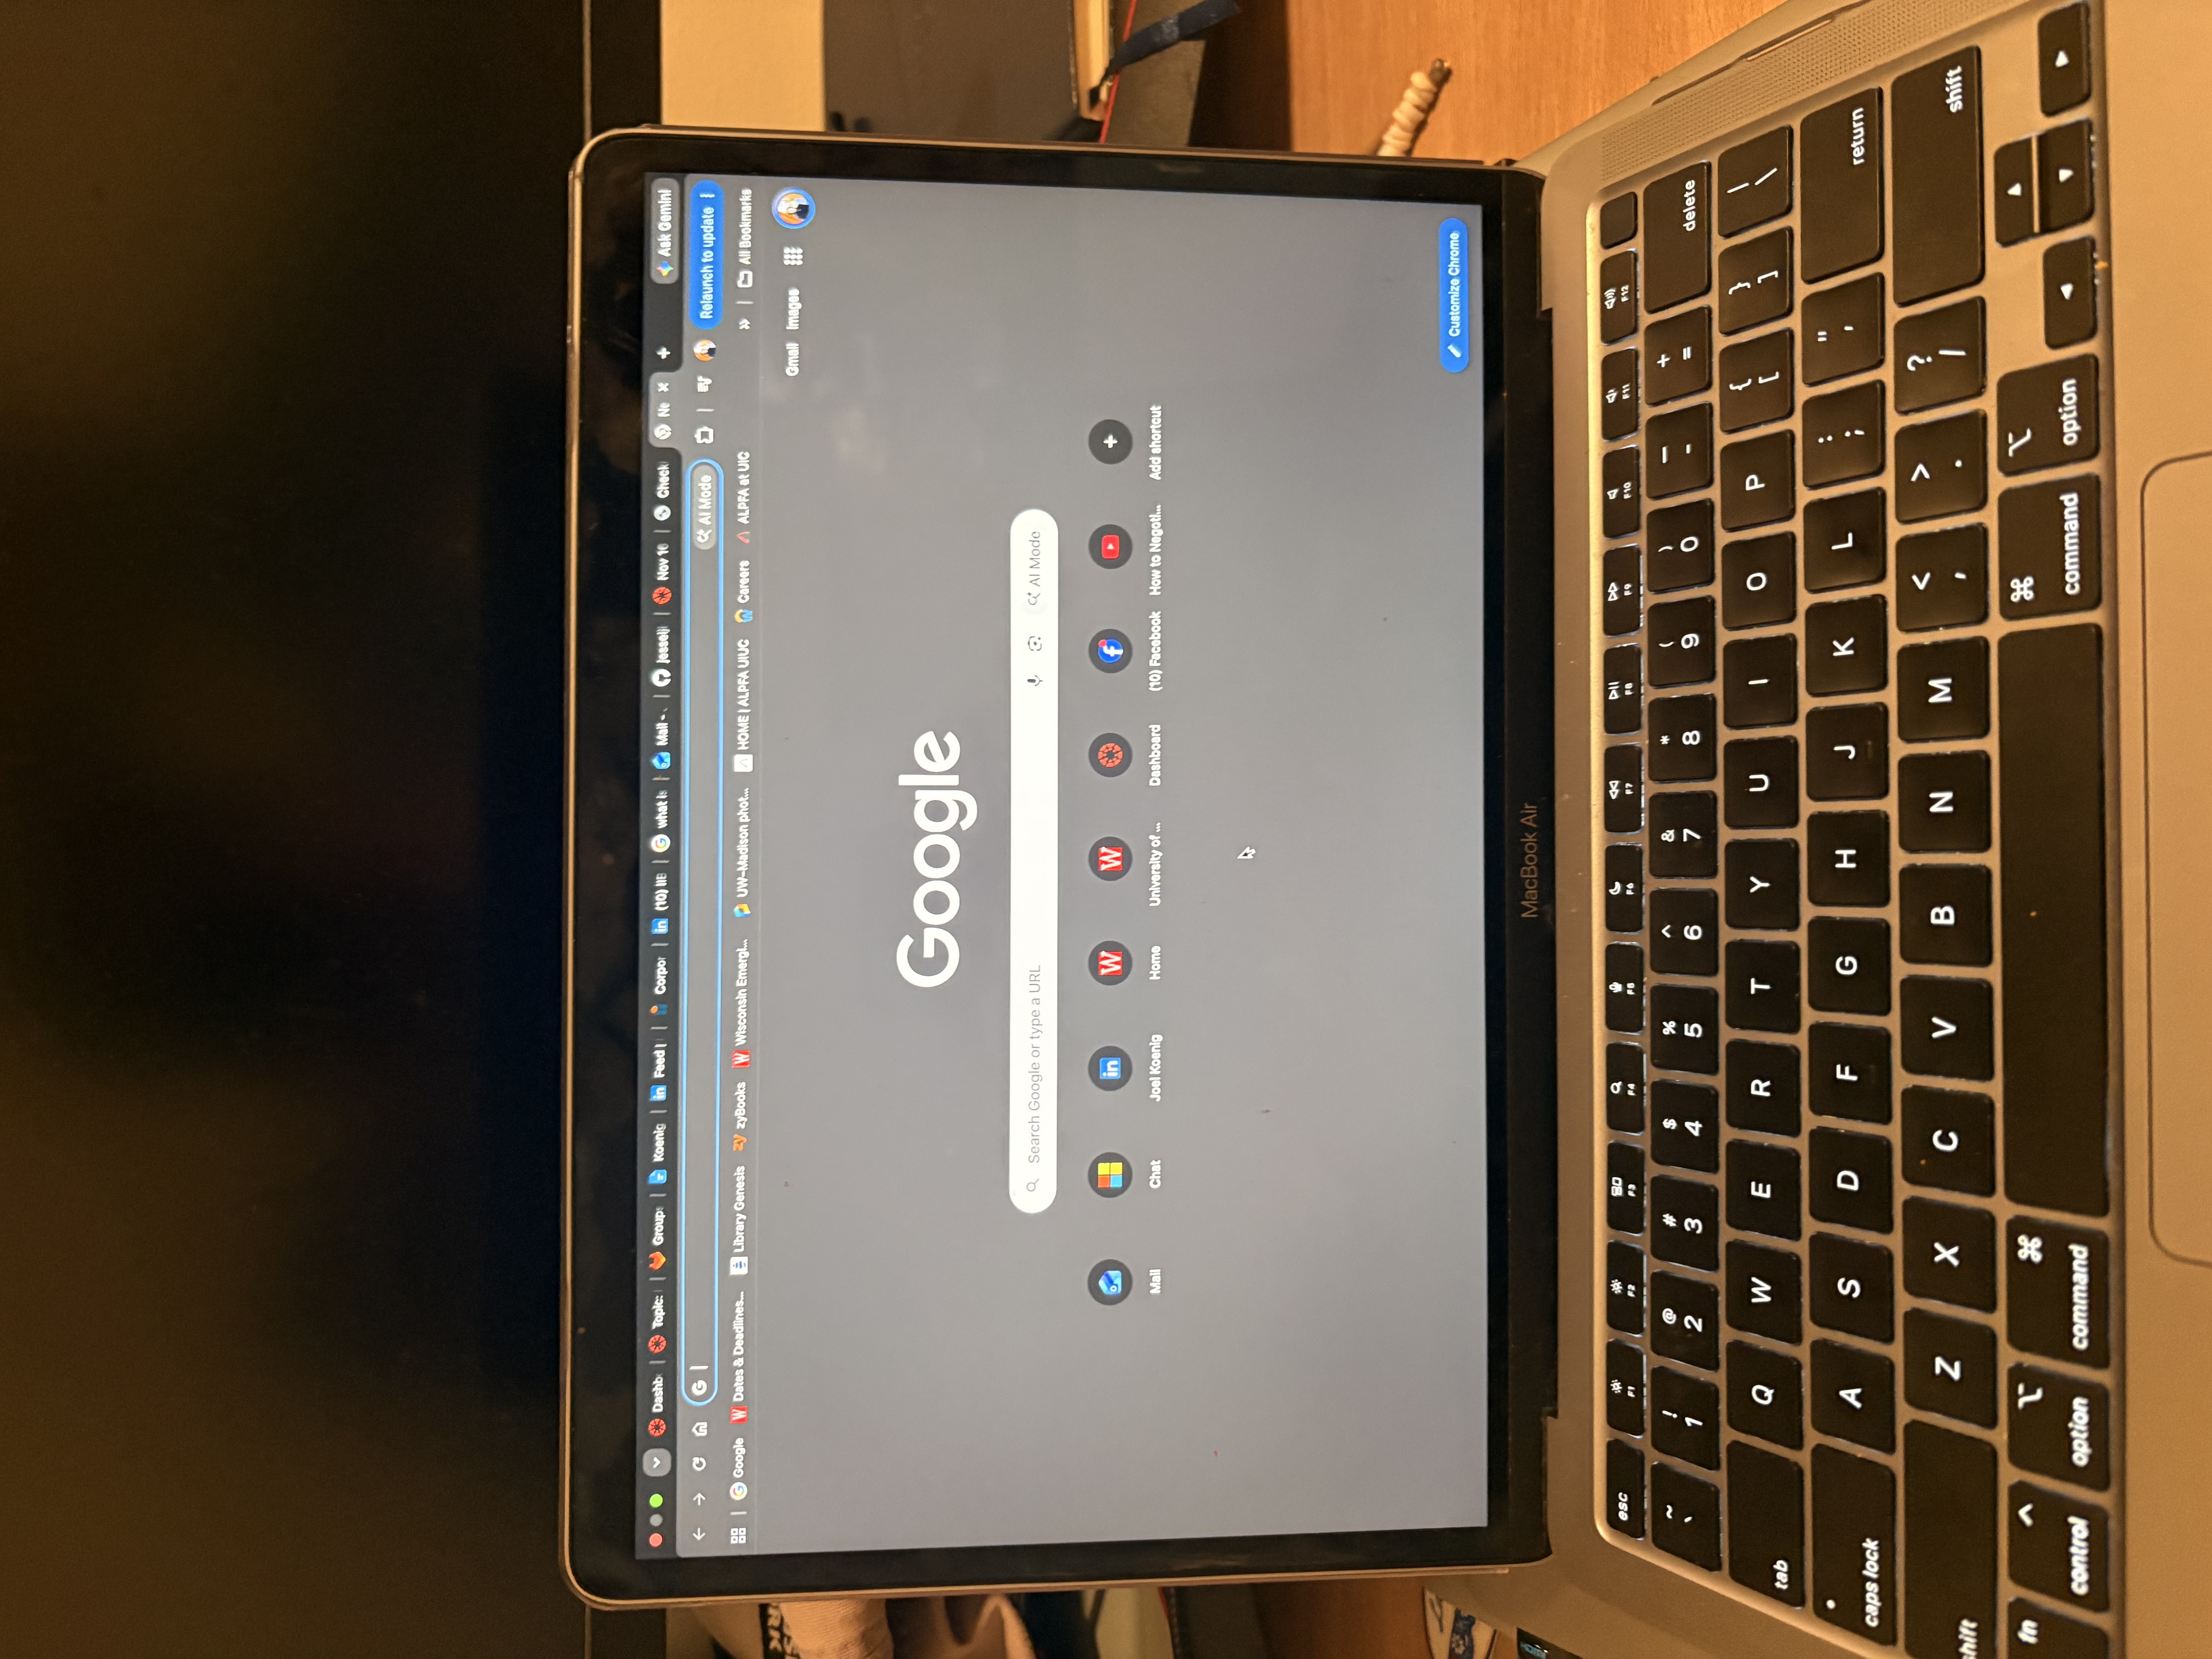 Dashb Topic: Group: Koenig Feed | Corpor (10) IIE what is Mail - jesselji Nov 16 Check Ne Ask Gemini
AI Mode Relaunch to update
Google Dates & Deadlines... Library Genesis zyBooks Wisconsin Emergi... UW-Madison phot... HOME | ALPFA UIUC Careers ALPFA at UIC » All Bookmarks
Gmail Images
Google
Search Google or type a URL AI Mode
Mail Chat Joel Koenig Home University of ... Dashboard (10) Facebook How to Negoti... Add shortcut
Customize Chrome
MacBook Air
esc F1 F2 F3 F4 F5 F6 F7 F8 F9 F10 F11 F12
~ ! @ # $ % ^ & * ( ) — +
` 1 2 3 4 5 6 7 8 9 0 - = delete
tab Q W E R T Y U I O P { [ } ] | \
caps lock A S D F G H J K L : ; " ' return
shift Z X C V B N M < , > . ? / shift
fn control option command command option